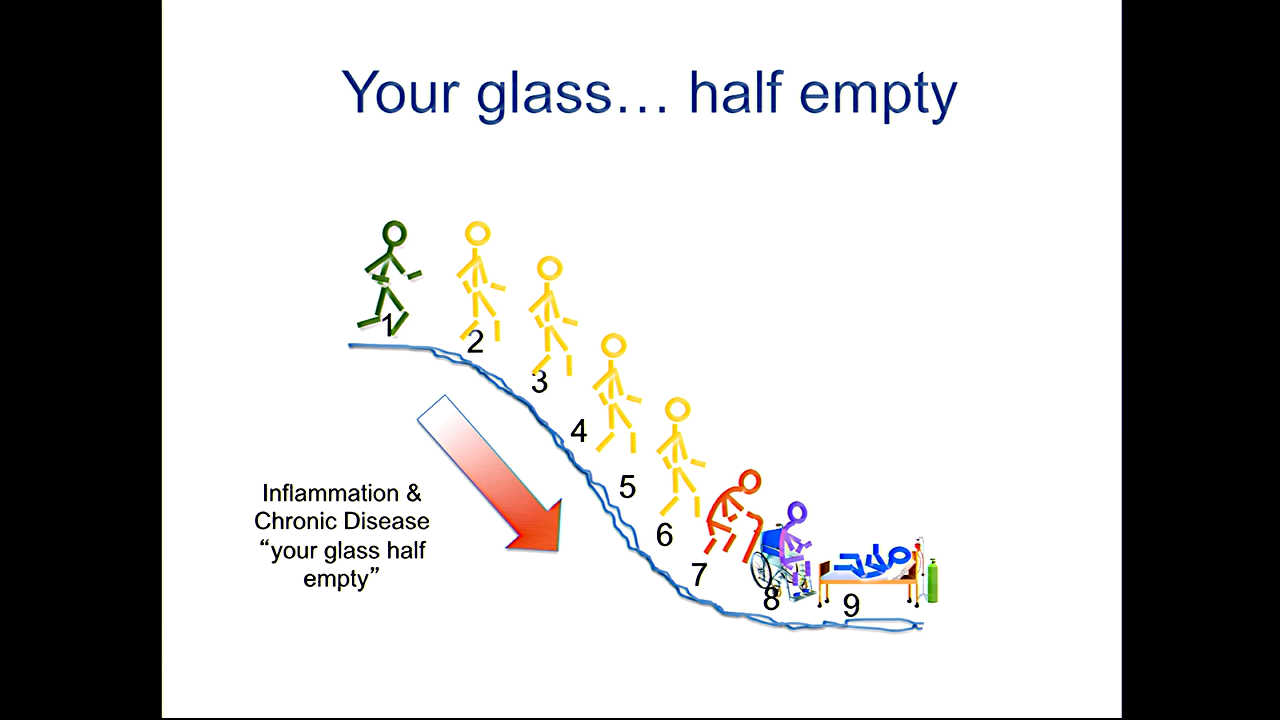 Your glass… half empty
1
2
3
4
5
6
7
8
9
Inflammation &
Chronic Disease
“your glass half
empty”